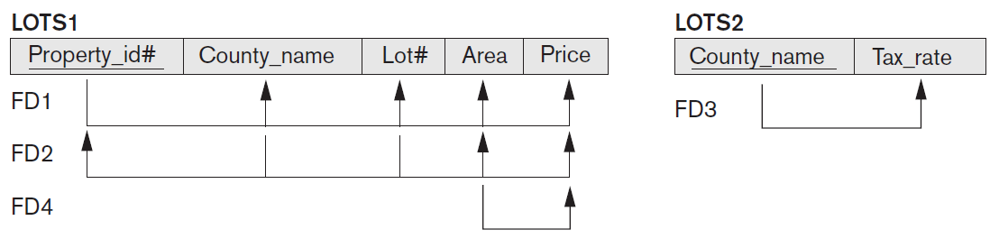 LOTS1
Property_id# County_name Lot# Area Price
FD1
FD2
FD4
LOTS2
County_name Tax_rate
FD3